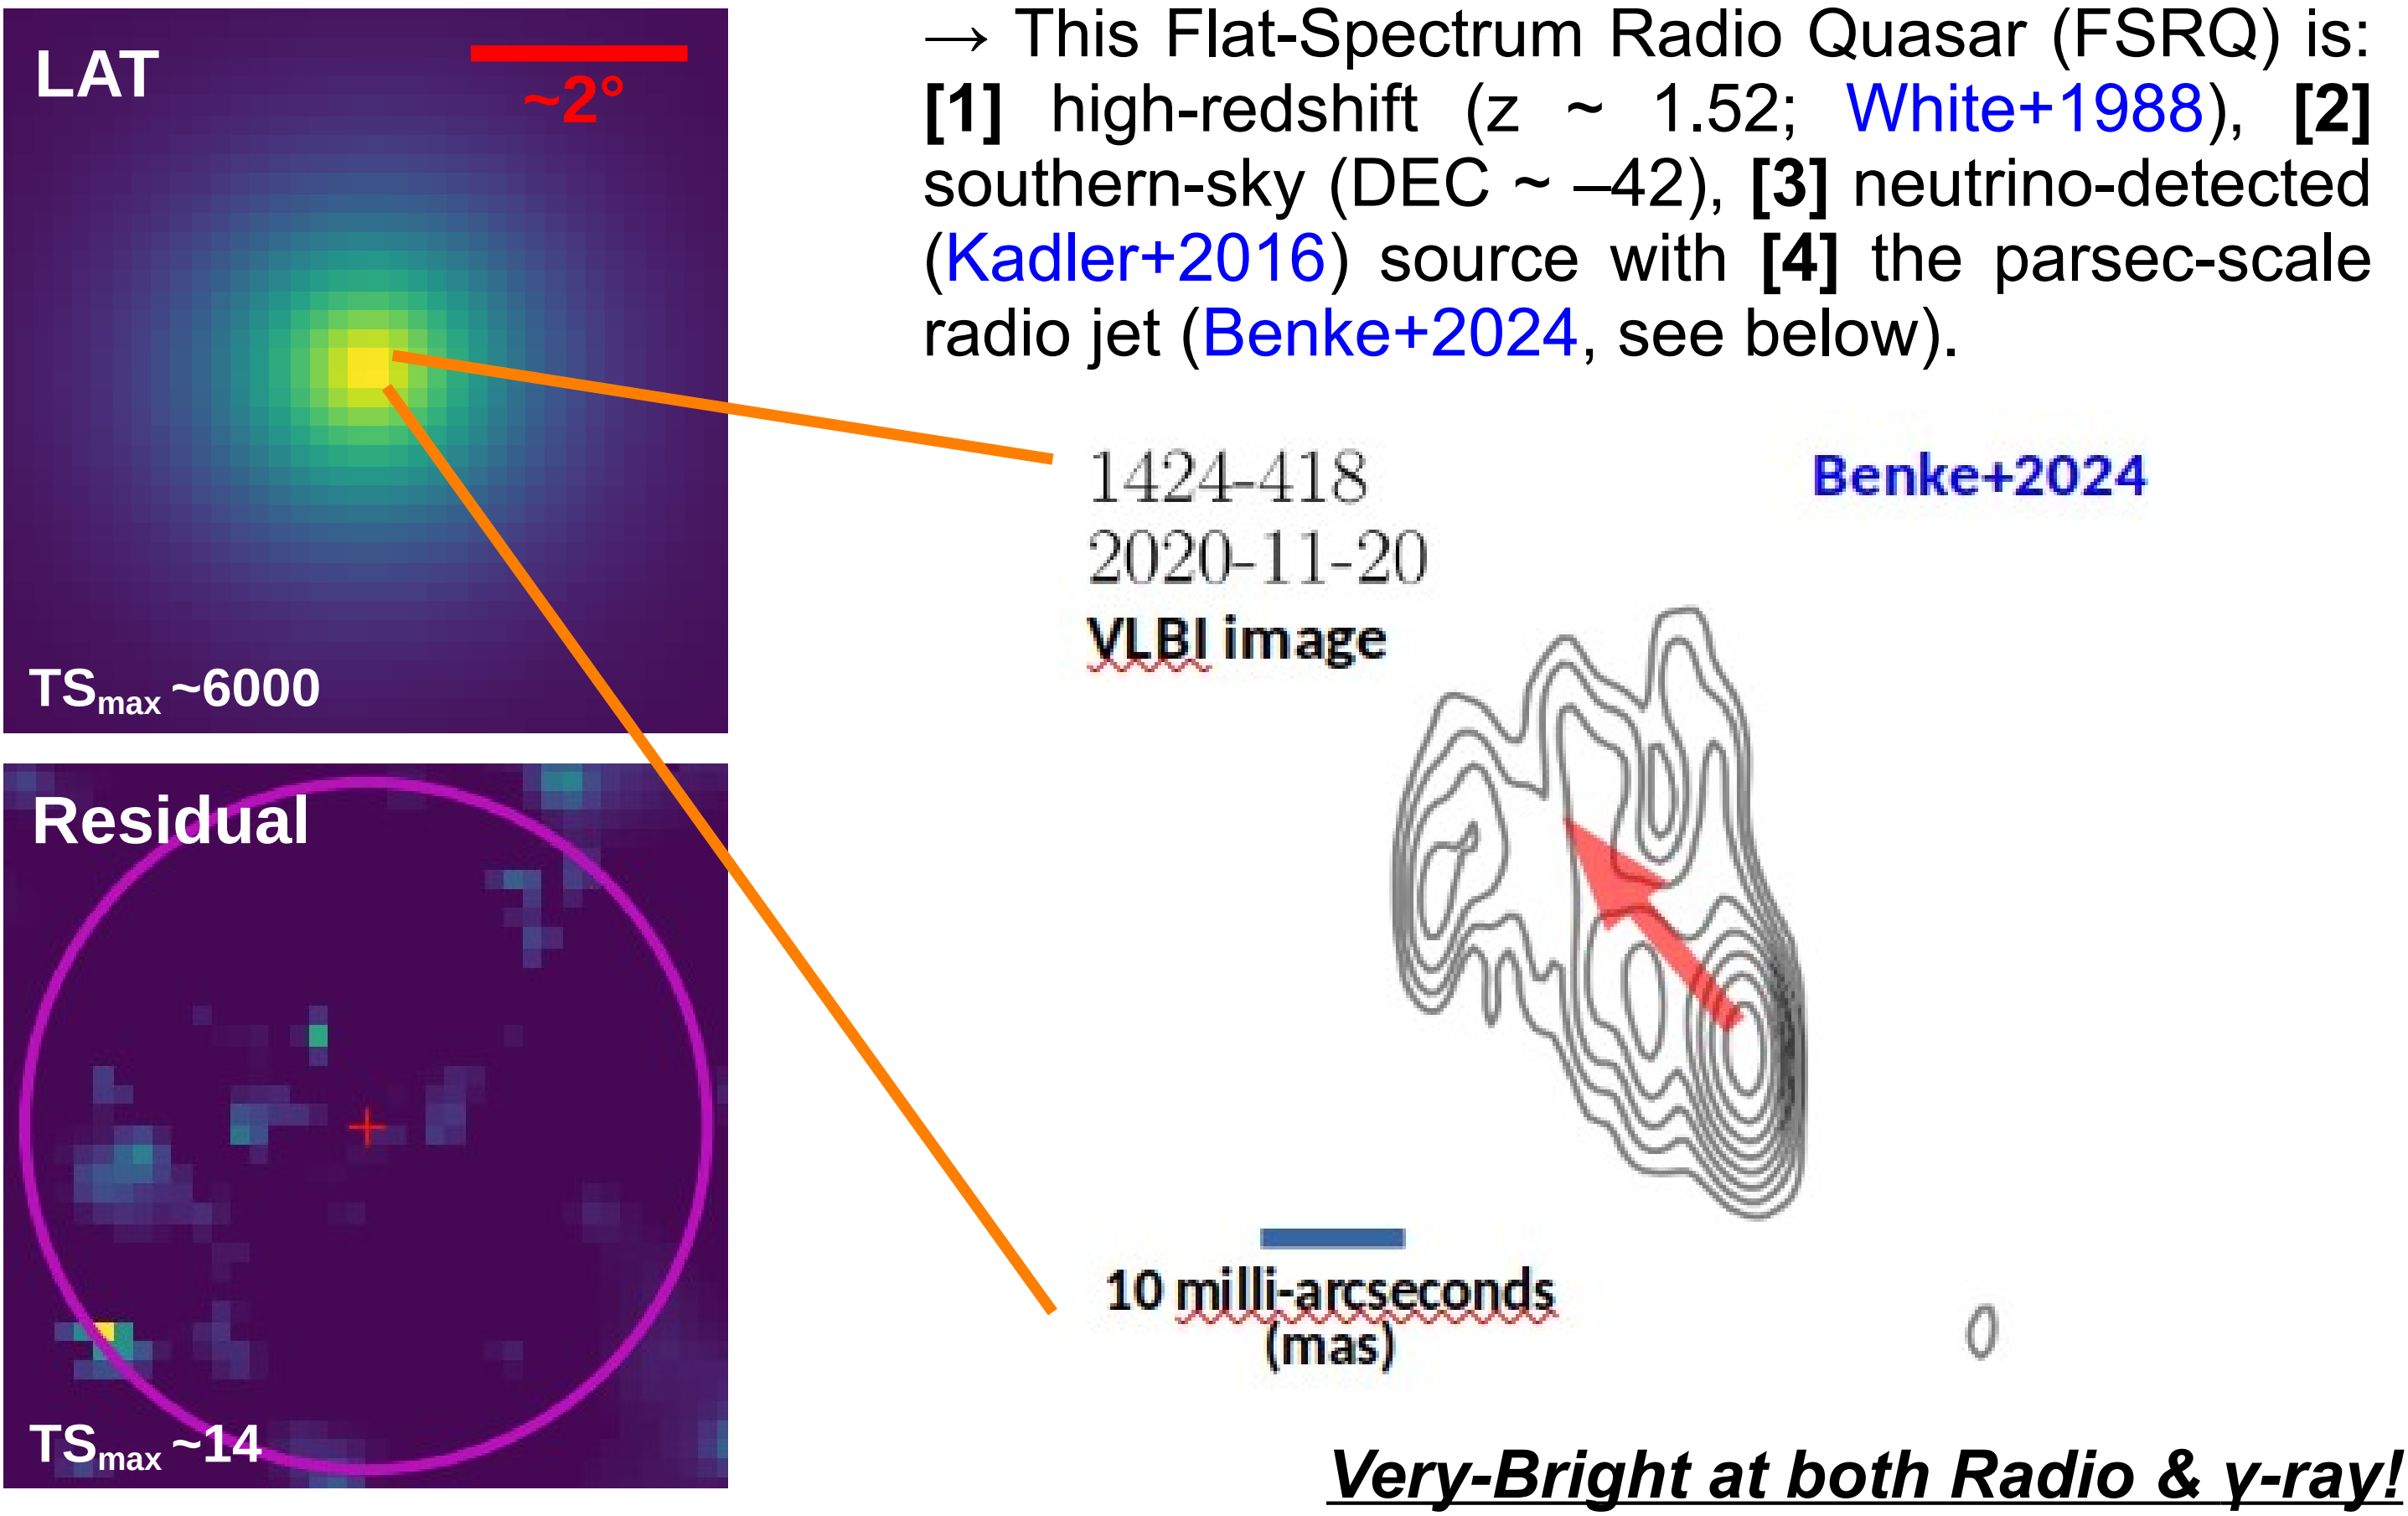 LAT
~2°
TSmax ~6000
Residual
TSmax ~14
→ This Flat-Spectrum Radio Quasar (FSRQ) is:
[1] high-redshift (z ~ 1.52; White+1988), [2]
southern-sky (DEC ~ –42), [3] neutrino-detected
(Kadler+2016) source with [4] the parsec-scale
radio jet (Benke+2024, see below).
1424-418
Benke+2024
2020-11-20
VLBI image
10 milli-arcseconds
(mas)
Very-Bright at both Radio & γ-ray!